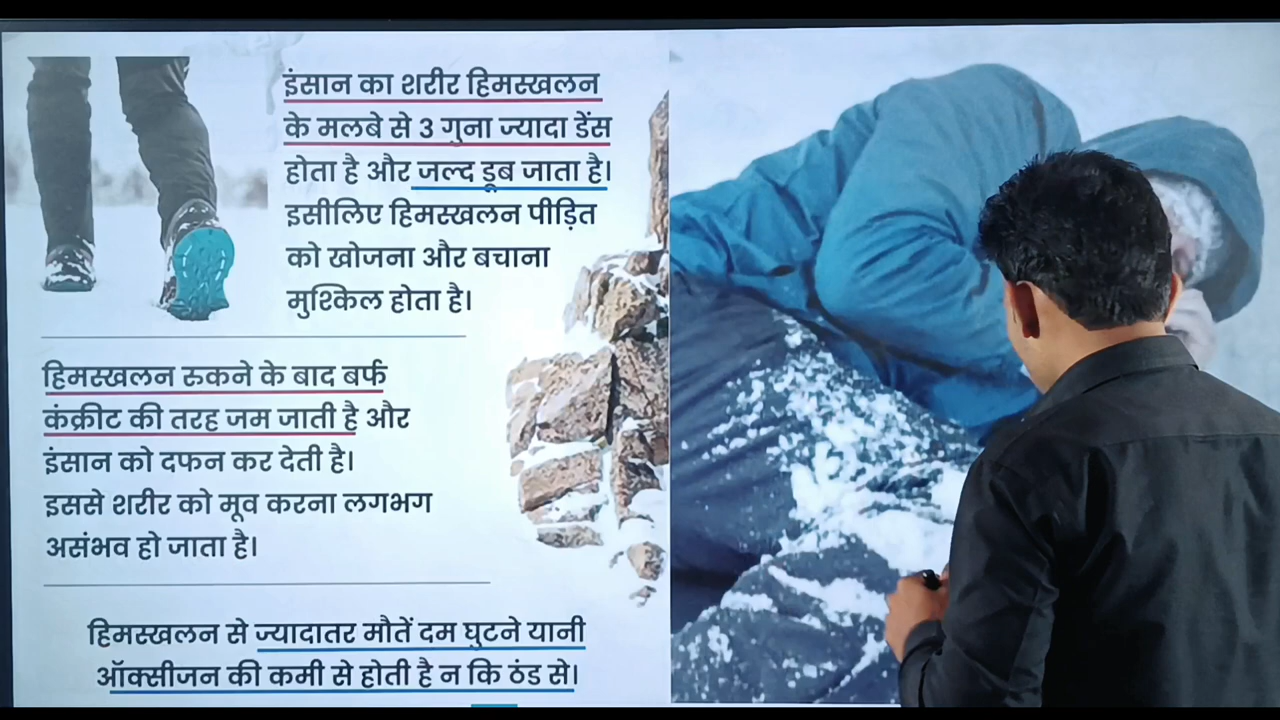 इंसान का शरीर हिमस्खलन
के मलबे से 3 गुना ज्यादा डेंस
होता है और जल्द डूब जाता है।
इसीलिए हिमस्खलन पीड़ित
को खोजना और बचाना
मुश्किल होता है।
हिमस्खलन रुकने के बाद बर्फ
कंक्रीट की तरह जम जाती है और
इंसान को दफन कर देती है।
इससे शरीर को मूव करना लगभग
असंभव हो जाता है।
हिमस्खलन से ज्यादातर मौतें दम घुटने यानी
ऑक्सीजन की कमी से होती है न कि ठंड से।